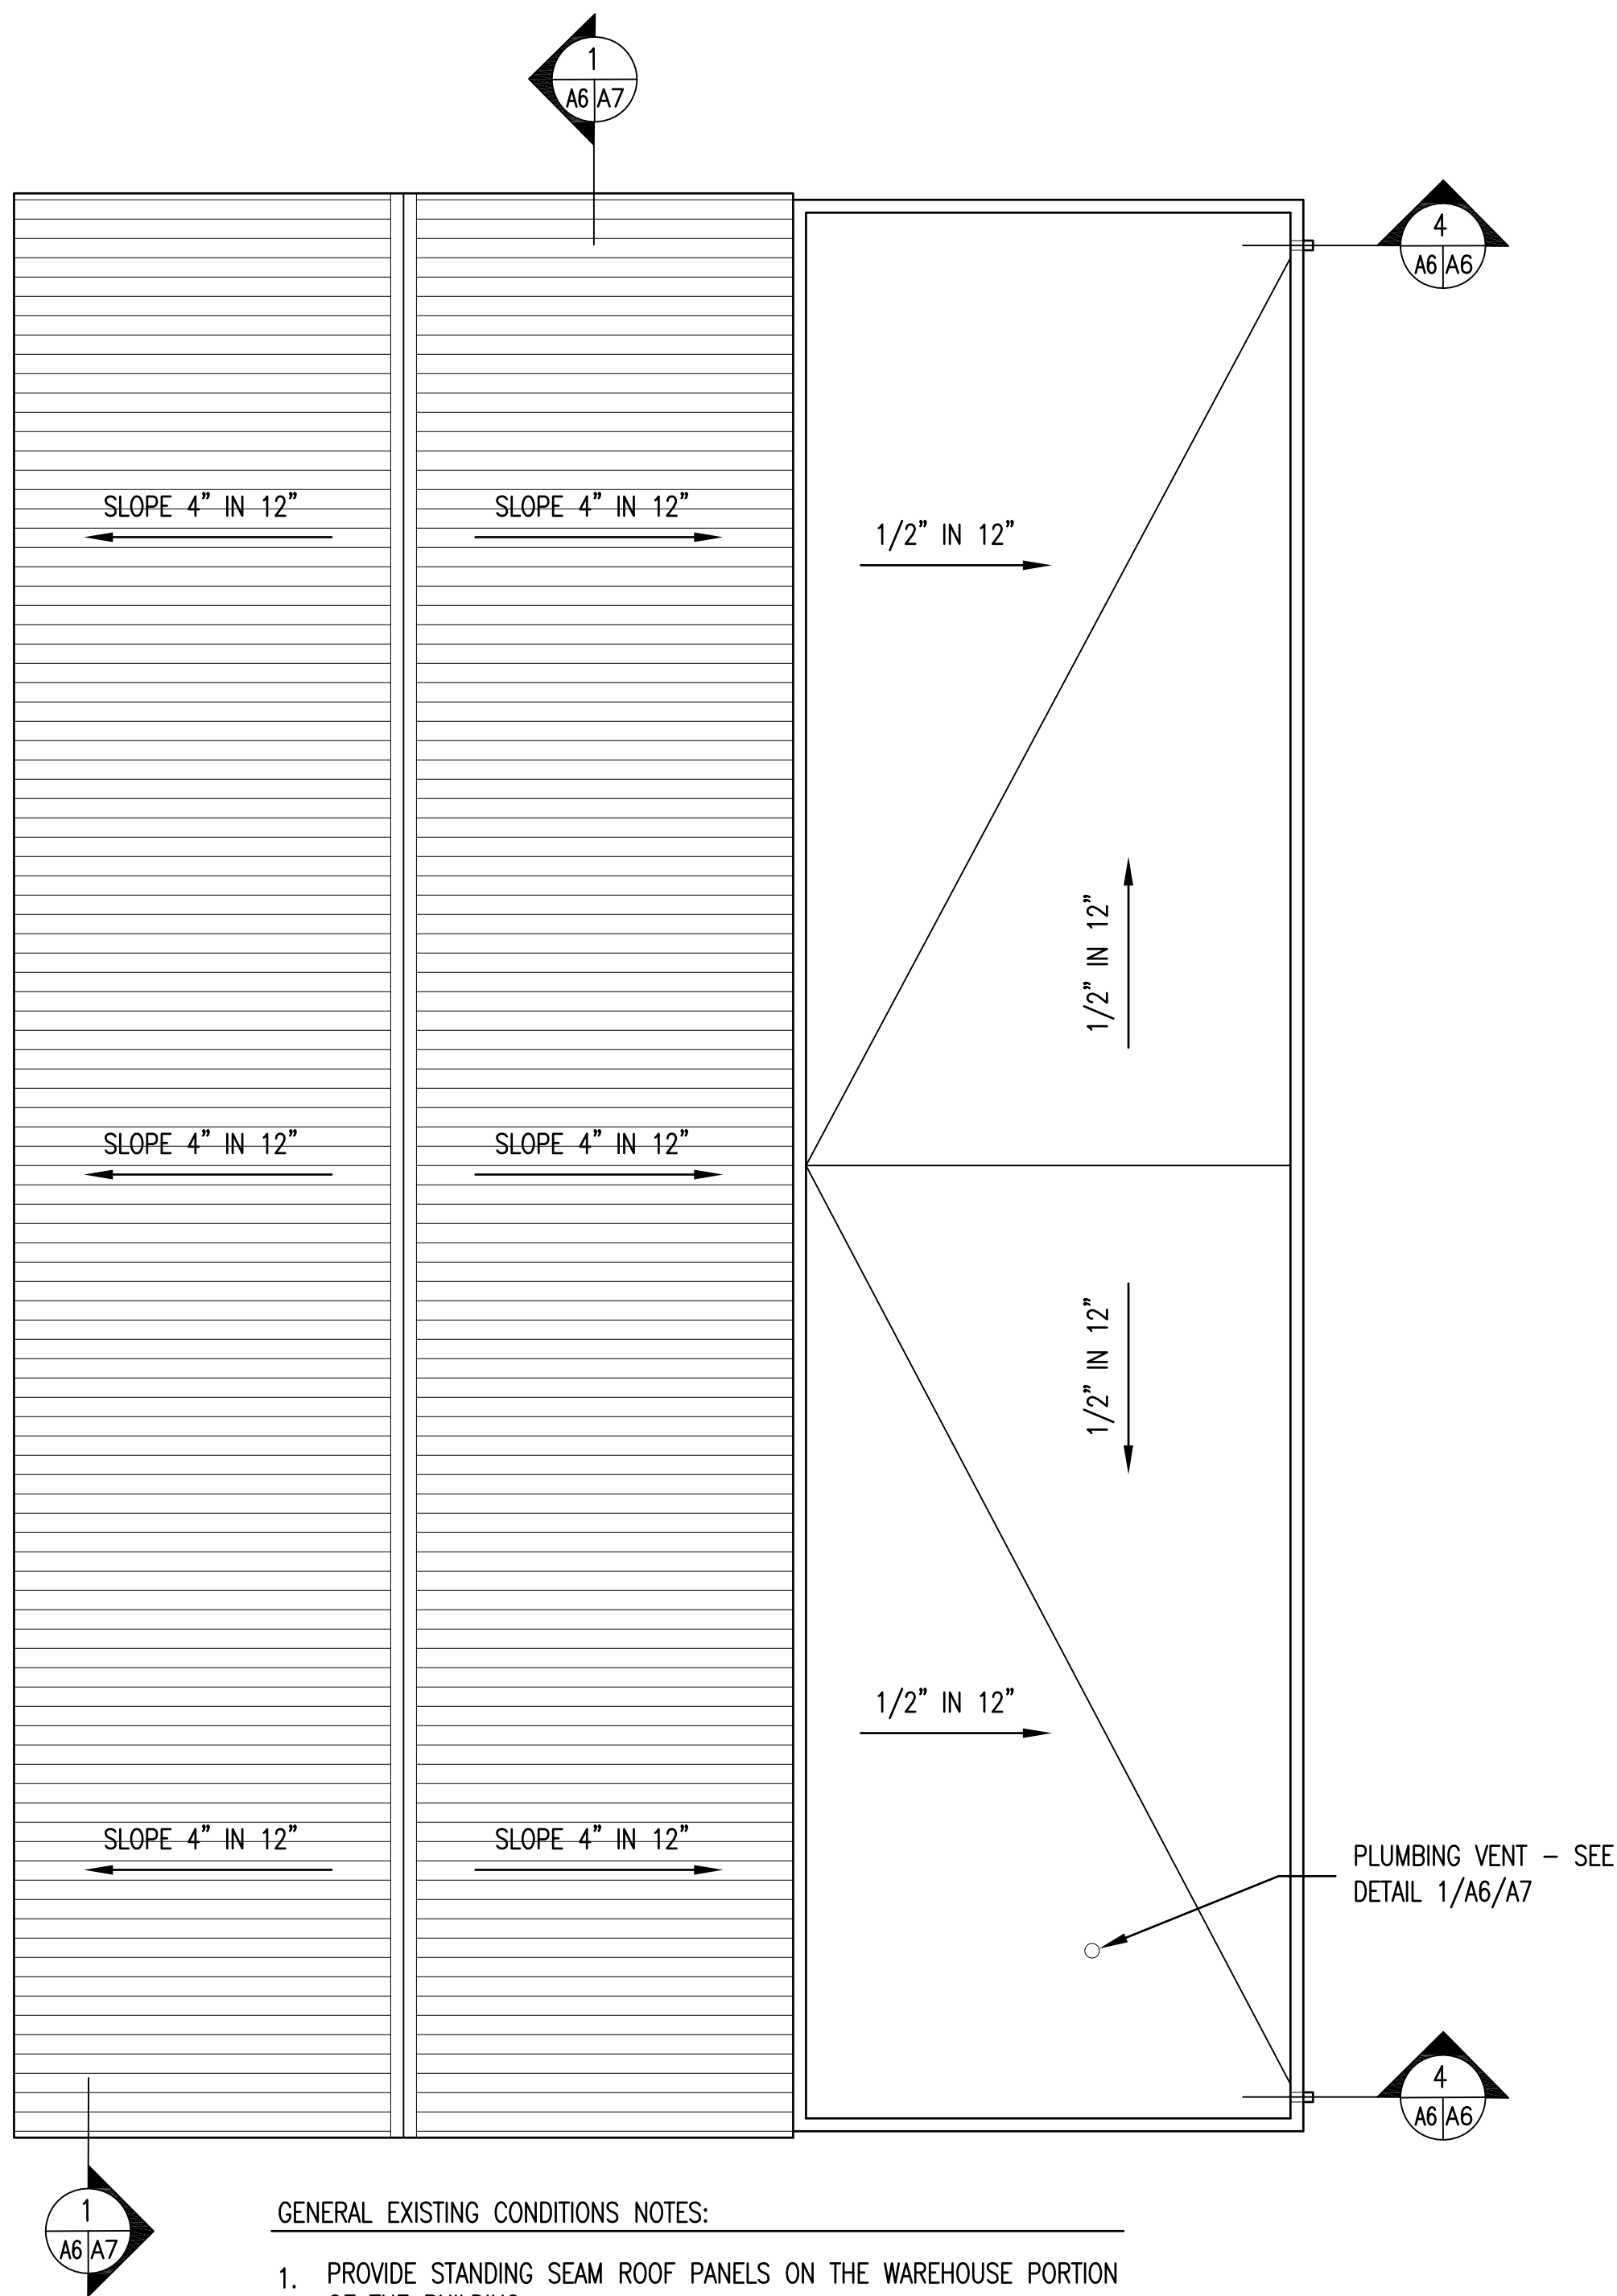 1
A6 A7
4
A6 A6
SLOPE 4" IN 12"
SLOPE 4" IN 12"
1/2" IN 12"
1/2" IN 12"
SLOPE 4" IN 12"
SLOPE 4" IN 12"
1/2" IN 12"
1/2" IN 12"
SLOPE 4" IN 12"
SLOPE 4" IN 12"
PLUMBING VENT – SEE
DETAIL 1/A6/A7
4
A6 A6
1
A6 A7
GENERAL EXISTING CONDITIONS NOTES:
1. PROVIDE STANDING SEAM ROOF PANELS ON THE WAREHOUSE PORTION